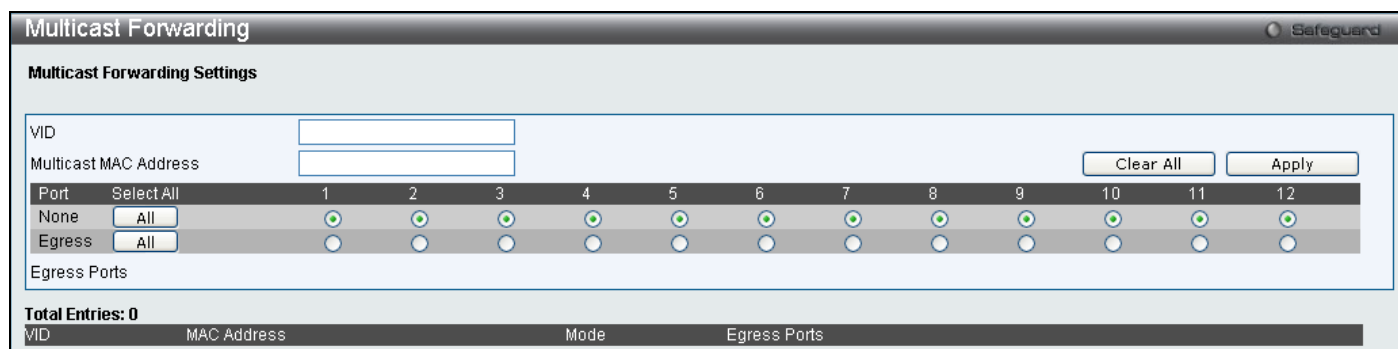 Multicast Forwarding Safeguard
Multicast Forwarding Settings
VID
Multicast MAC Address Clear All Apply
Port Select All 1 2 3 4 5 6 7 8 9 10 11 12
None All
Egress All
Egress Ports
Total Entries: 0
VID MAC Address Mode Egress Ports